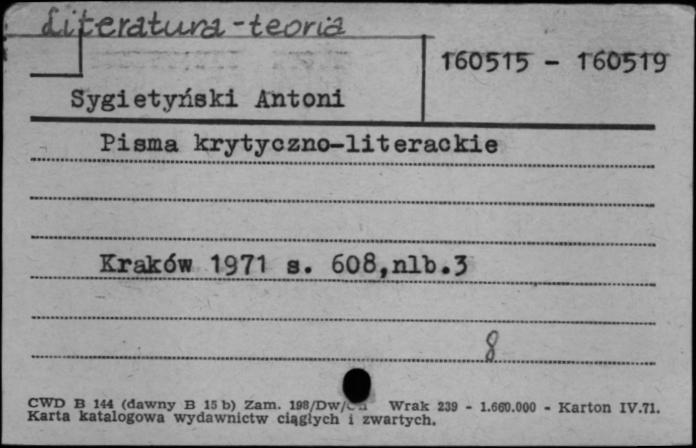 Literatura-teoria
160515 - 160519
Sygietyński Antoni
Pisma krytyczno-literackie
Kraków 1971 s. 608,nlb.3
8
CWD B 144 (dawny B 15 b) Zam. 198/Dw/ Wrak 239 - 1.660.000 - Karton IV.71.
Karta katalogowa wydawnictw ciągłych i zwartych.